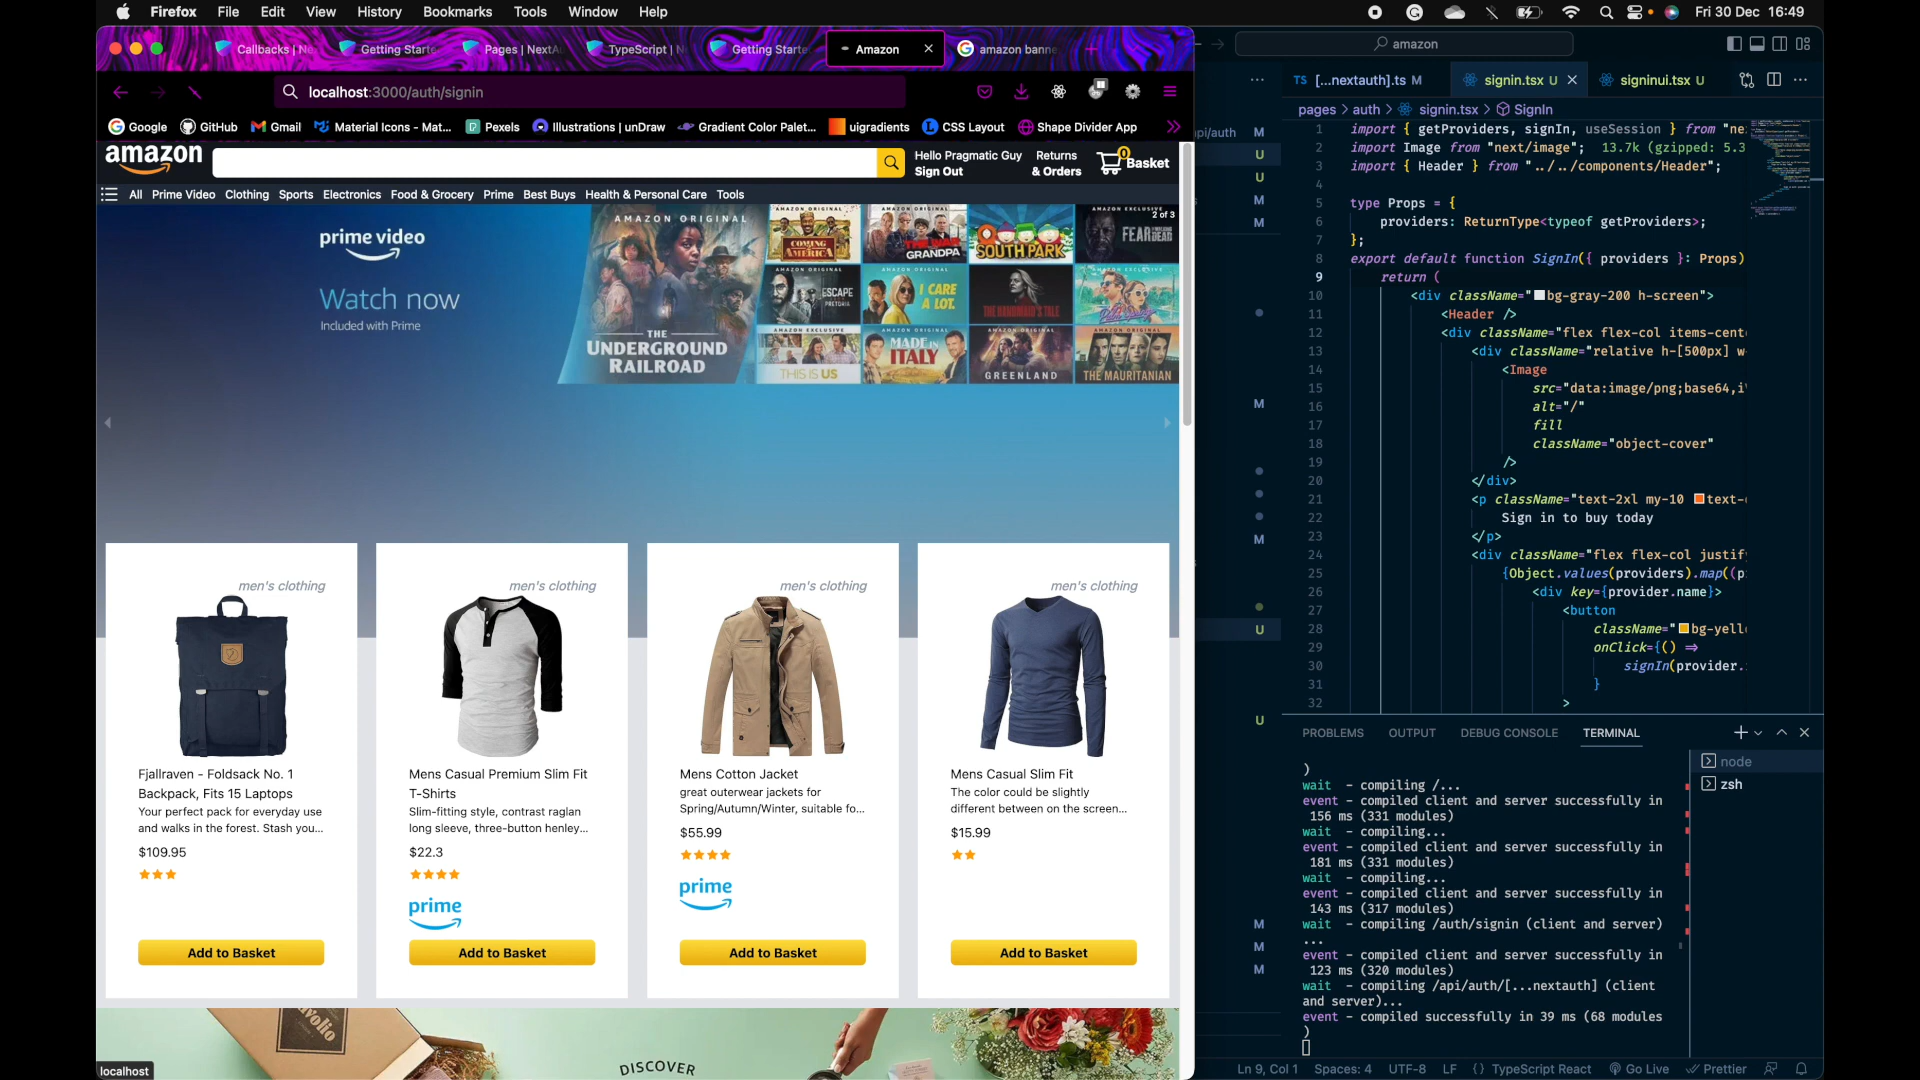 Firefox File Edit View History Bookmarks Tools Window Help
Fri 30 Dec 16:49
Callbacks | Ne
Getting Starte
Pages | NextA
TypeScript | N
Getting Starte
Amazon
amazon banne
localhost:3000/auth/signin
Google GitHub Gmail Material Icons - Mat... Pexels Illustrations | unDraw Gradient Color Palet... uigradients CSS Layout Shape Divider App
amazon
Hello Pragmatic Guy
Sign Out
Returns
& Orders
0
Basket
All Prime Video Clothing Sports Electronics Food & Grocery Prime Best Buys Health & Personal Care Tools
2 of 3
prime video
Watch now
Included with Prime
AMAZON ORIGINAL
THE
UNDERGROUND
RAILROAD
COMING
AMERICA
GRANDPA
SOUTH PARK
FEAR
DEAD
ESCAPE
PRETORIA
I CARE
A LOT.
THE HANDMAID'S TALE
THIS IS US
MADE IN
ITALY
GREENLAND
THE MAURITANIAN
men's clothing
Fjallraven - Foldsack No. 1
Backpack, Fits 15 Laptops
Your perfect pack for everyday use
and walks in the forest. Stash you...
$109.95
Add to Basket
men's clothing
Mens Casual Premium Slim Fit
T-Shirts
Slim-fitting style, contrast raglan
long sleeve, three-button henley...
$22.3
prime
Add to Basket
men's clothing
Mens Cotton Jacket
great outerwear jackets for
Spring/Autumn/Winter, suitable fo...
$55.99
prime
Add to Basket
men's clothing
Mens Casual Slim Fit
The color could be slightly
different between on the screen...
$15.99
Add to Basket
DISCOVER
localhost
amazon
TS [...nextauth].ts M
signin.tsx U
signinui.tsx U
pages > auth > signin.tsx > SignIn
pi/auth M
1 import { getProviders, signIn, useSession } from "ne
2 import Image from "next/image"; 13.7k (gzipped: 5.3
3 import { Header } from "../../components/Header";
4
5 type Props = {
6 providers: ReturnType<typeof getProviders>;
7 };
8 export default function SignIn({ providers }: Props)
9 return (
10 <div className="bg-gray-200 h-screen">
11 <Header />
12 <div className="flex flex-col items-cent
13 <div className="relative h-[500px] w
14 <Image
15 src="data:image/png;base64,i
16 alt="/"
17 fill
18 className="object-cover"
19 />
20 </div>
21 <p className="text-2xl my-10 text-
22 Sign in to buy today
23 </p>
24 <div className="flex flex-col justif
25 {Object.values(providers).map((p
26 <div key={provider.name}>
27 <button
28 className="bg-yell
29 onClick={() =>
30 signIn(provider.
31 }
32 >
PROBLEMS OUTPUT DEBUG CONSOLE TERMINAL
node
zsh
)
wait - compiling /...
event - compiled client and server successfully in
156 ms (331 modules)
wait - compiling...
event - compiled client and server successfully in
181 ms (331 modules)
wait - compiling...
event - compiled client and server successfully in
143 ms (317 modules)
wait - compiling /auth/signin (client and server)
...
event - compiled client and server successfully in
123 ms (320 modules)
wait - compiling /api/auth/[...nextauth] (client
and server)...
event - compiled successfully in 39 ms (68 modules
)
Ln 9, Col 1 Spaces: 4 UTF-8 LF {} TypeScript React Go Live Prettier